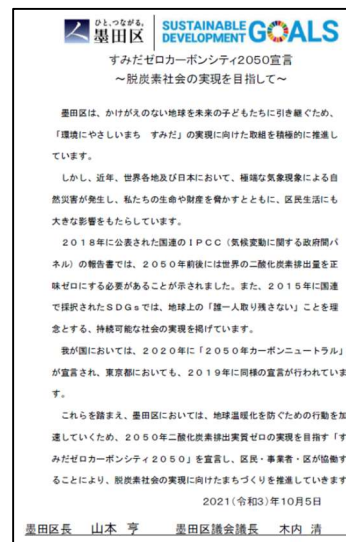 ひと、つながる。
墨田区
SUSTAINABLE
DEVELOPMENT
GOALS
すみだゼロカーボンシティ2050宣言
～脱炭素社会の実現を目指して～
墨田区は、かけがえのない地球を未来の子どもたちに引き継ぐため、
「環境にやさしいまち　すみだ」の実現に向けた取組を積極的に推進し
ています。
しかし、近年、世界各地及び日本において、極端な気象現象による自
然災害が発生し、私たちの生命や財産を脅かすとともに、区民生活にも
大きな影響をもたらしています。
２０１８年に公表された国連のＩＰＣＣ（気候変動に関する政府間パ
ネル）の報告書では、２０５０年前後には世界の二酸化炭素排出量を正
味ゼロにする必要があることが示されました。また、２０１５年に国連
で採択されたＳＤＧｓでは、地球上の「誰一人取り残さない」ことを理
念とする、持続可能な社会の実現を掲げています。
我が国においては、２０２０年に「２０５０年カーボンニュートラル」
が宣言され、東京都においても、２０１９年に同様の宣言が行われていま
す。
これらを踏まえ、墨田区においては、地球温暖化を防ぐための行動を加
速していくため、２０５０年二酸化炭素排出実質ゼロの実現を目指す「す
みだゼロカーボンシティ２０５０」を宣言し、区民・事業者・区が協働す
ることにより、脱炭素社会の実現に向けたまちづくりを推進していきます
2021(令和3)年10月5日
墨田区長　山本 亨　　墨田区議会議長　木内 清